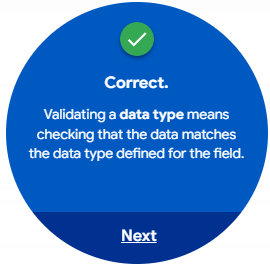 Correct.
Validating a data type means
checking that the data matches
the data type defined for the field.
Next